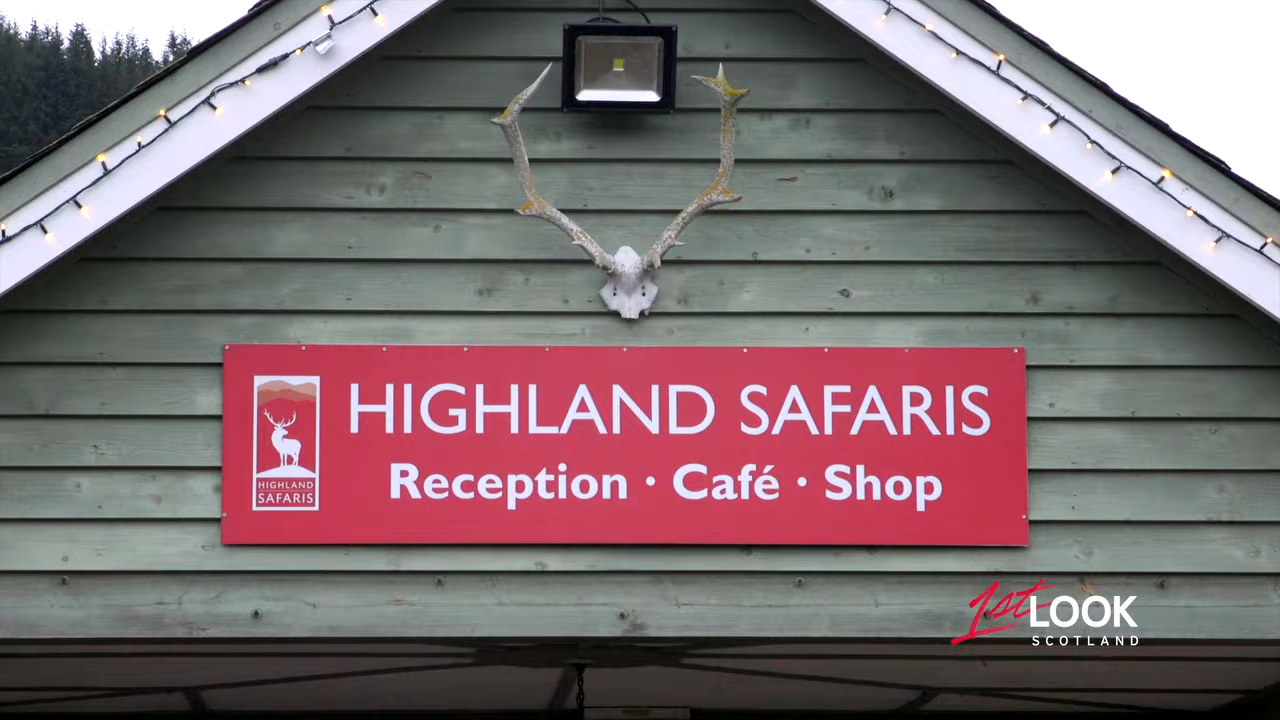 HIGHLAND SAFARIS
Reception · Café · Shop
HIGHLAND
SAFARIS
1st LOOK
SCOTLAND